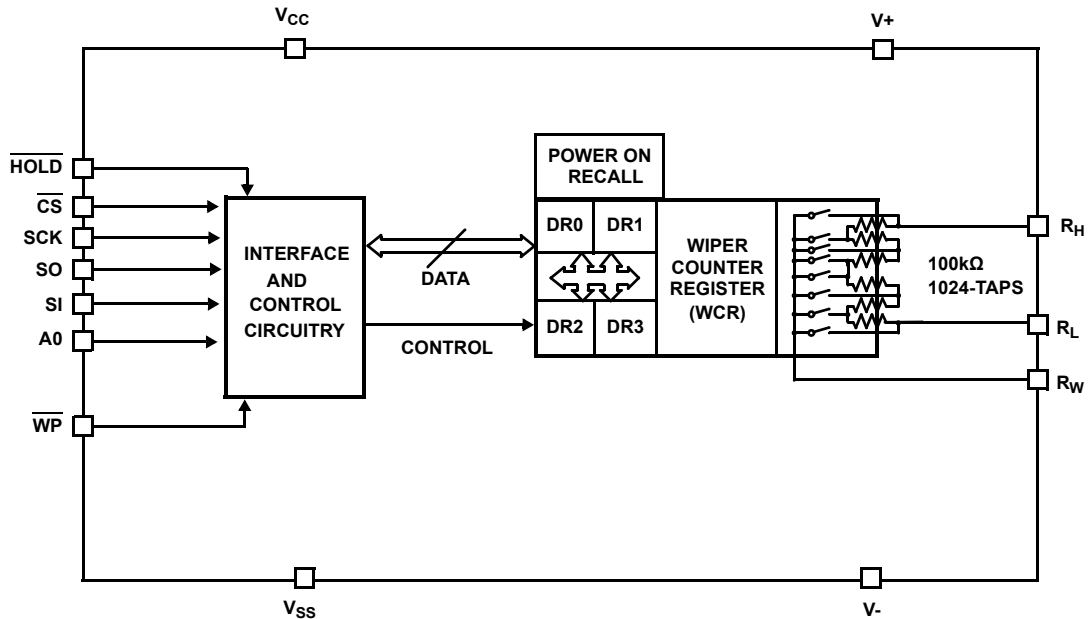 VCC
V+
HOLD
CS
SCK
SO
SI
A0
WP
INTERFACE
AND
CONTROL
CIRCUITRY
DATA
CONTROL
POWER ON
RECALL
DR0
DR1
DR2
DR3
WIPER
COUNTER
REGISTER
(WCR)
100kΩ
1024-TAPS
RH
RL
RW
VSS
V-